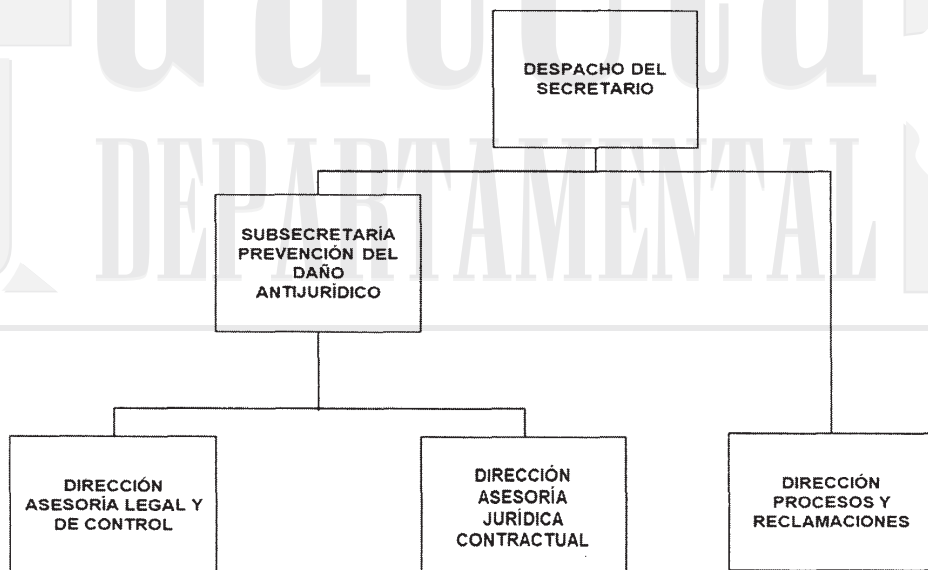 DESPACHO DEL
SECRETARIO
DEPARTAMENTAL
SUBSECRETARÍA
PREVENCIÓN DEL
DAÑO
ANTIJURÍDICO
DIRECCIÓN
ASESORÍA LEGAL Y
DE CONTROL
DIRECCIÓN
ASESORÍA
JURÍDICA
CONTRACTUAL
DIRECCIÓN
PROCESOS Y
RECLAMACIONES